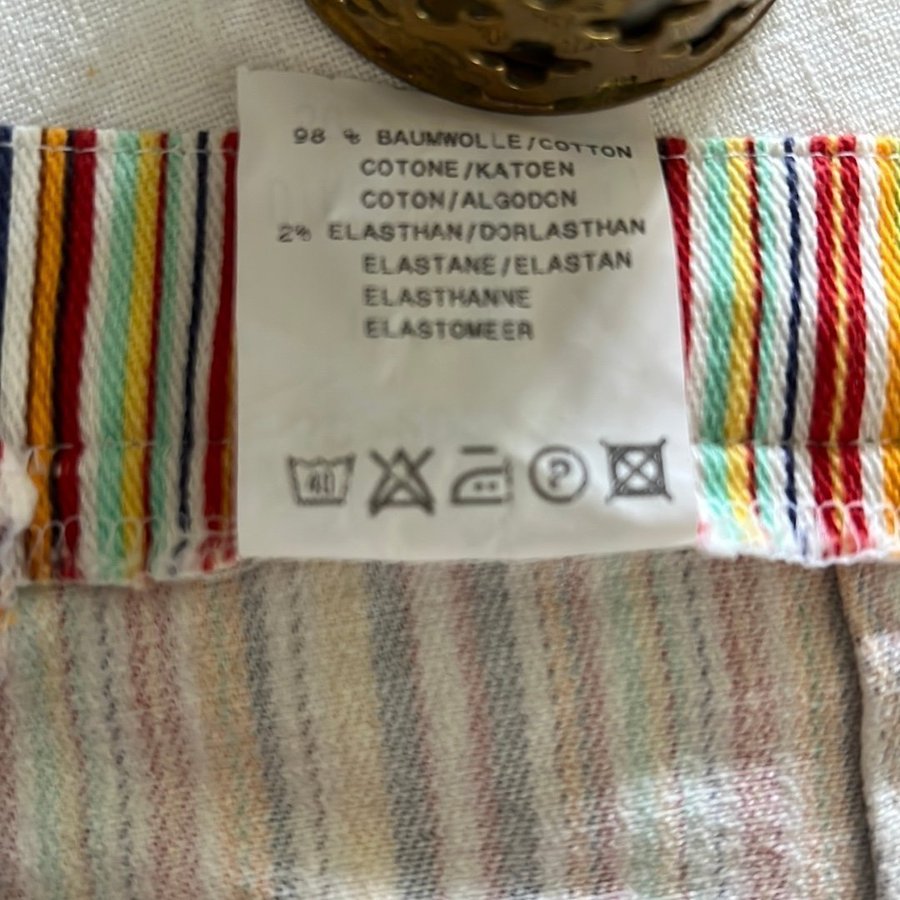 98 % BAUMWOLLE/COTTON
COTONE/KATOEN
COTON/ALGODON
2% ELASTHAN/DORLASTHAN
ELASTANE/ELASTAN
ELASTHANNE
ELASTOMEER
40 ?